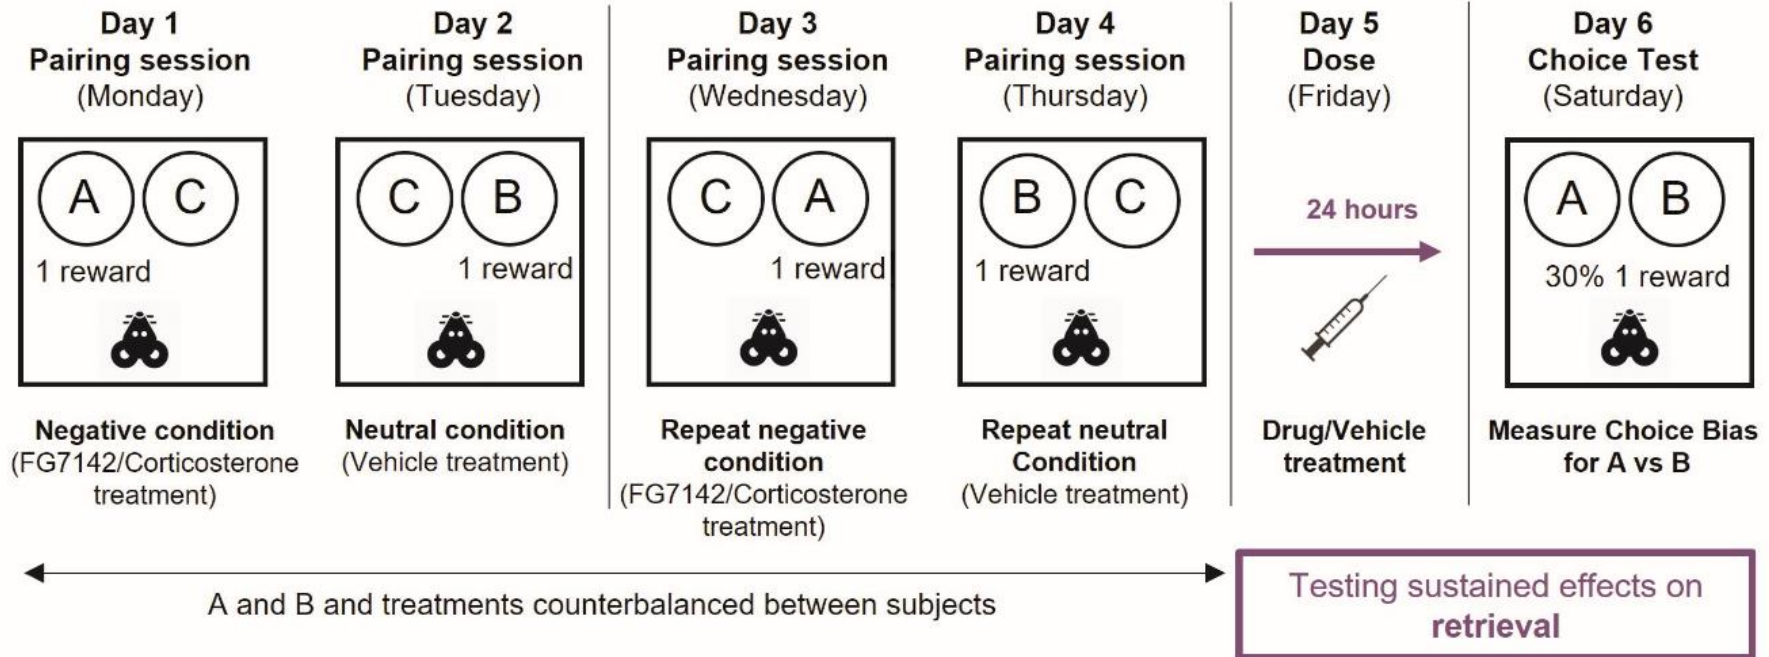 Day 1
Pairing session
(Monday)
A
C
1 reward
Negative condition
(FG7142/Corticosterone
treatment)
Day 2
Pairing session
(Tuesday)
C
B
1 reward
Neutral condition
(Vehicle treatment)
Day 3
Pairing session
(Wednesday)
C
A
1 reward
Repeat negative
condition
(FG7142/Corticosterone
treatment)
Day 4
Pairing session
(Thursday)
B
C
1 reward
Repeat neutral
Condition
(Vehicle treatment)
Day 5
Dose
(Friday)
24 hours
Drug/Vehicle
treatment
Day 6
Choice Test
(Saturday)
A
B
30% 1 reward
Measure Choice Bias
for A vs B
A and B and treatments counterbalanced between subjects
Testing sustained effects on
retrieval